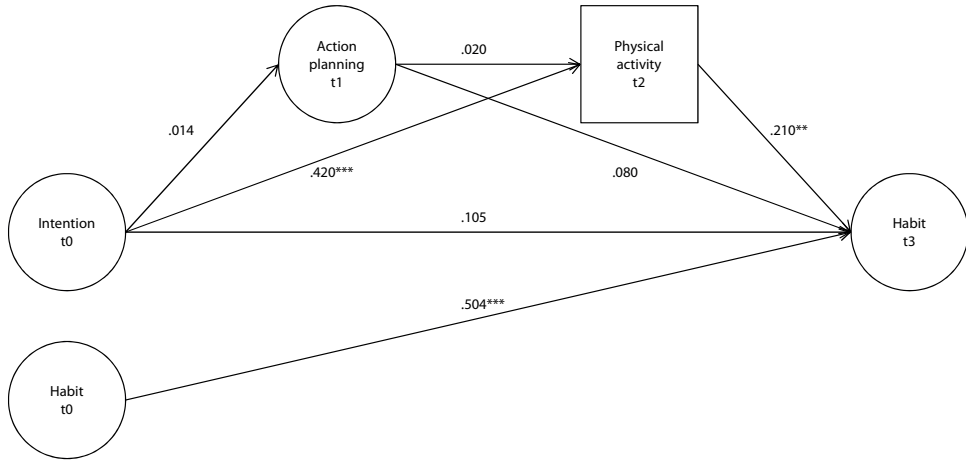 Action
planning
t1
.020
Physical
activity
t2
.014
.210**
.420***
.080
Intention
t0
.105
Habit
t3
.504***
Habit
t0